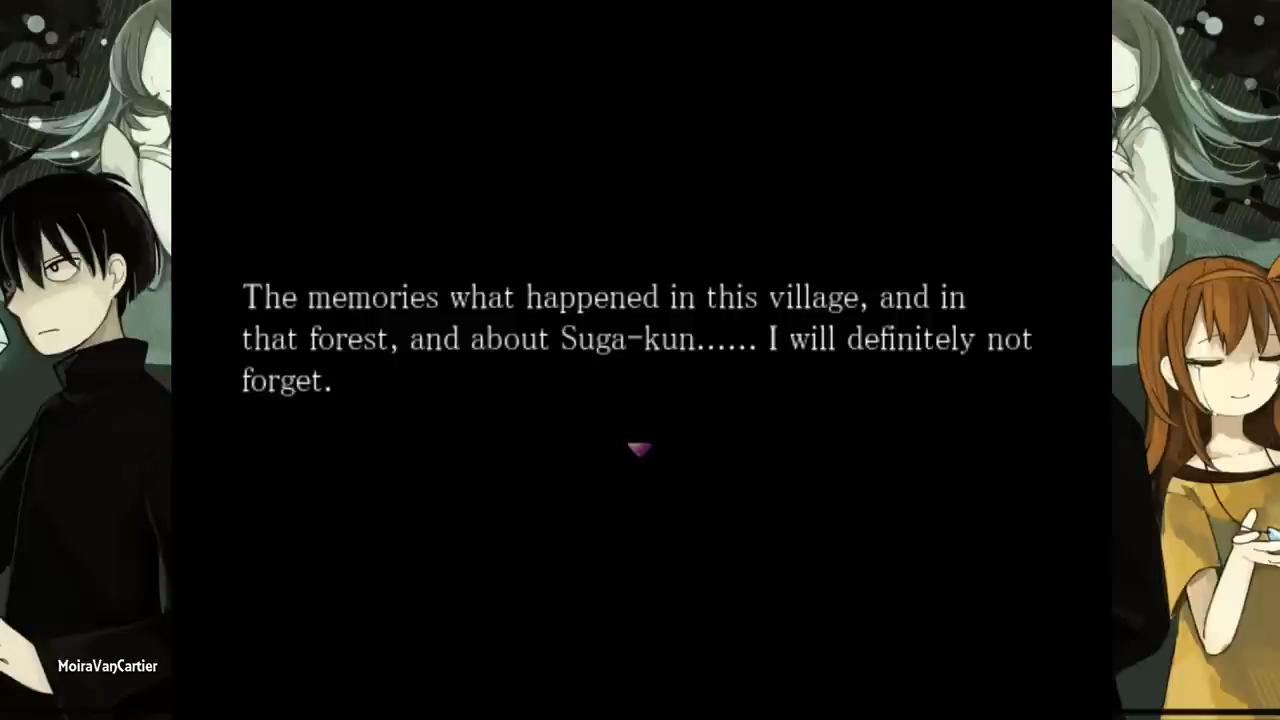 The memories what happened in this village, and in
that forest, and about Suga-kun...... I will definitely not
forget.
MoiraVanCartier